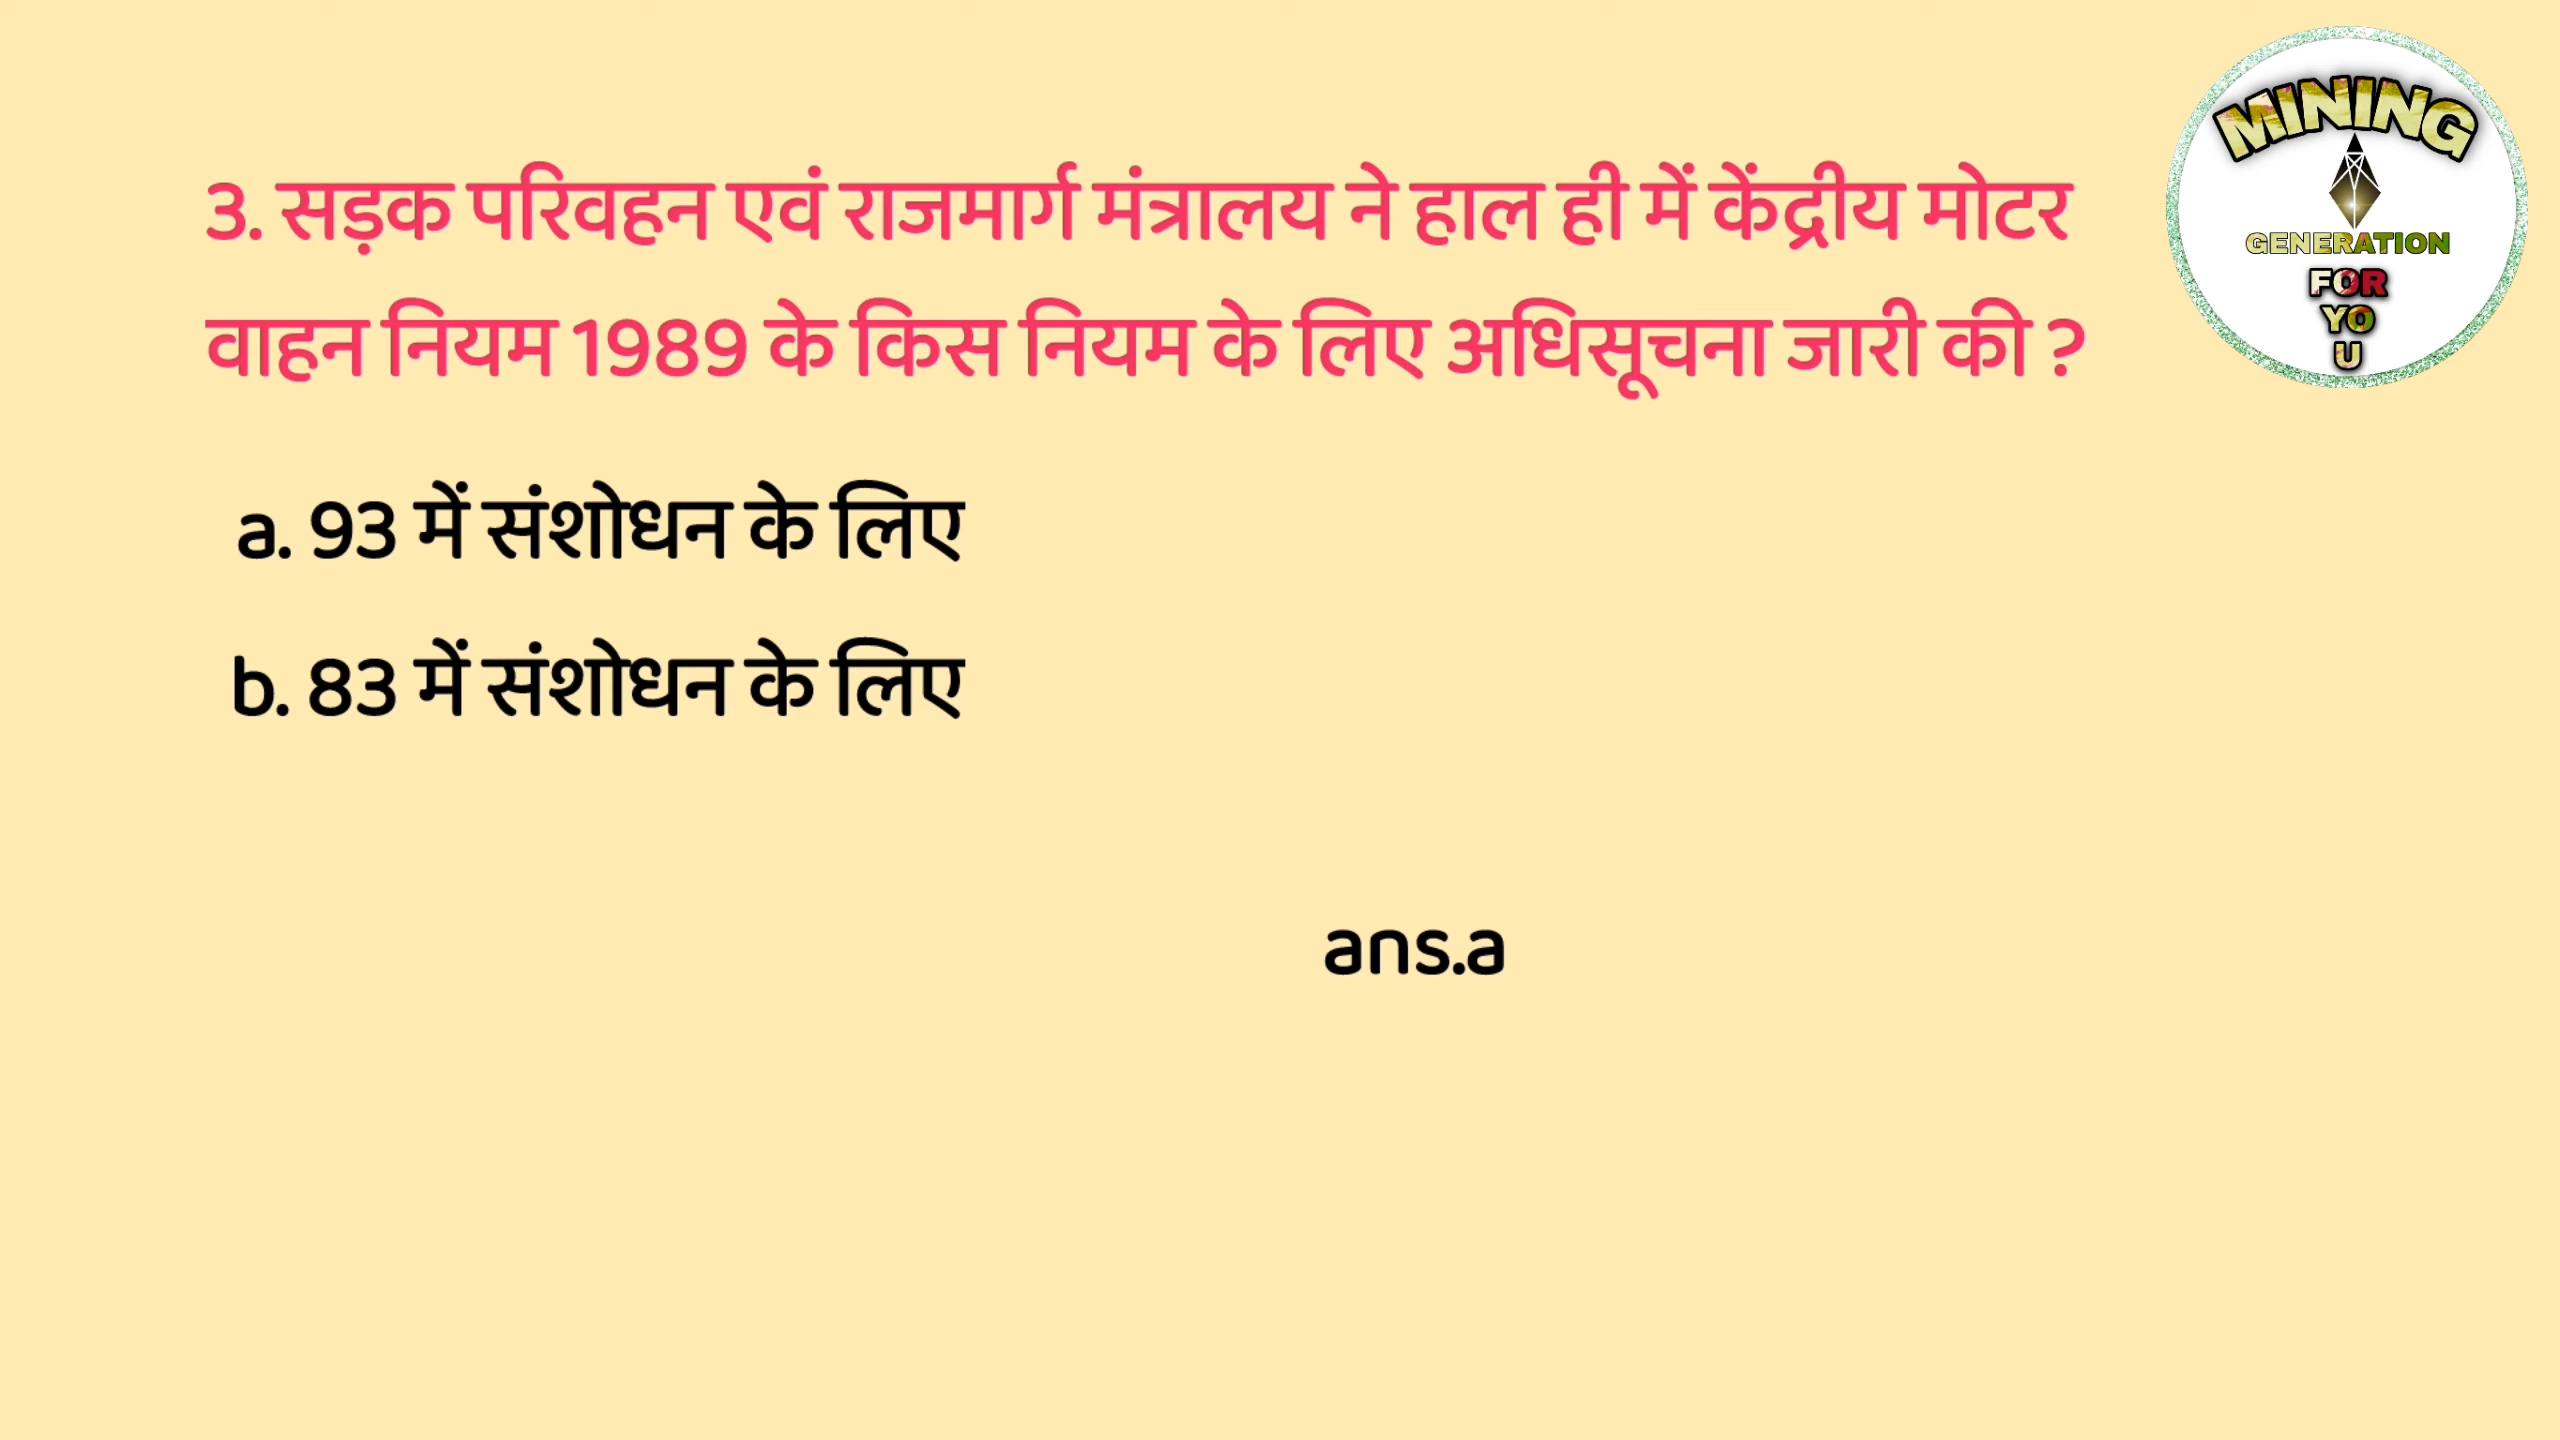 3. सड़क परिवहन एवं राजमार्ग मंत्रालय ने हाल ही में केंद्रीय मोटर
वाहन नियम 1989 के किस नियम के लिए अधिसूचना जारी की ?
a. 93 में संशोधन के लिए
b. 83 में संशोधन के लिए
ans.a
MINING
GENERATION
FOR
YO
U